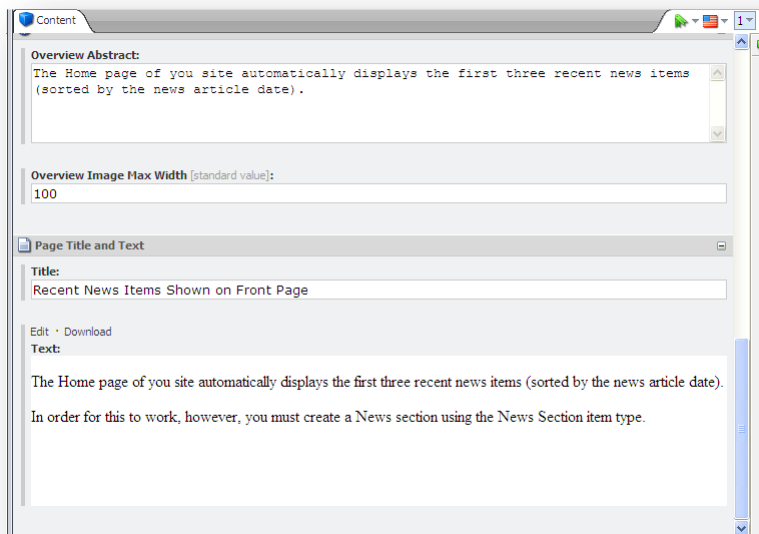 Content
1
Overview Abstract:
The Home page of you site automatically displays the first three recent news items
(sorted by the news article date).
Overview Image Max Width [standard value]:
100
Page Title and Text
Title:
Recent News Items Shown on Front Page
Edit · Download
Text:
The Home page of you site automatically displays the first three recent news items (sorted by the news article date).
In order for this to work, however, you must create a News section using the News Section item type.